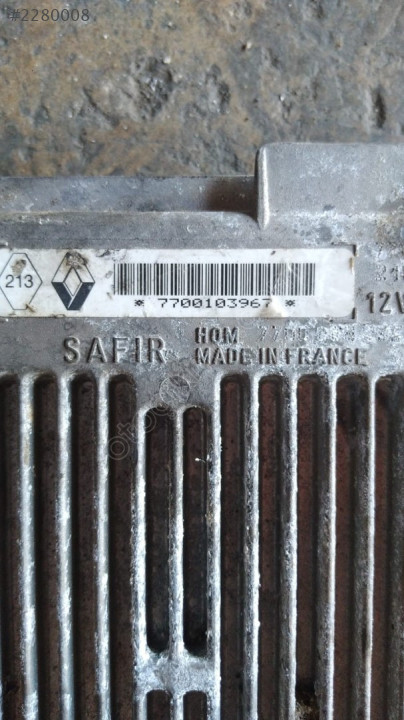 #2280008
213
* 7700103967 *
12V
SAFIR
HOM
MADE IN FRANCE